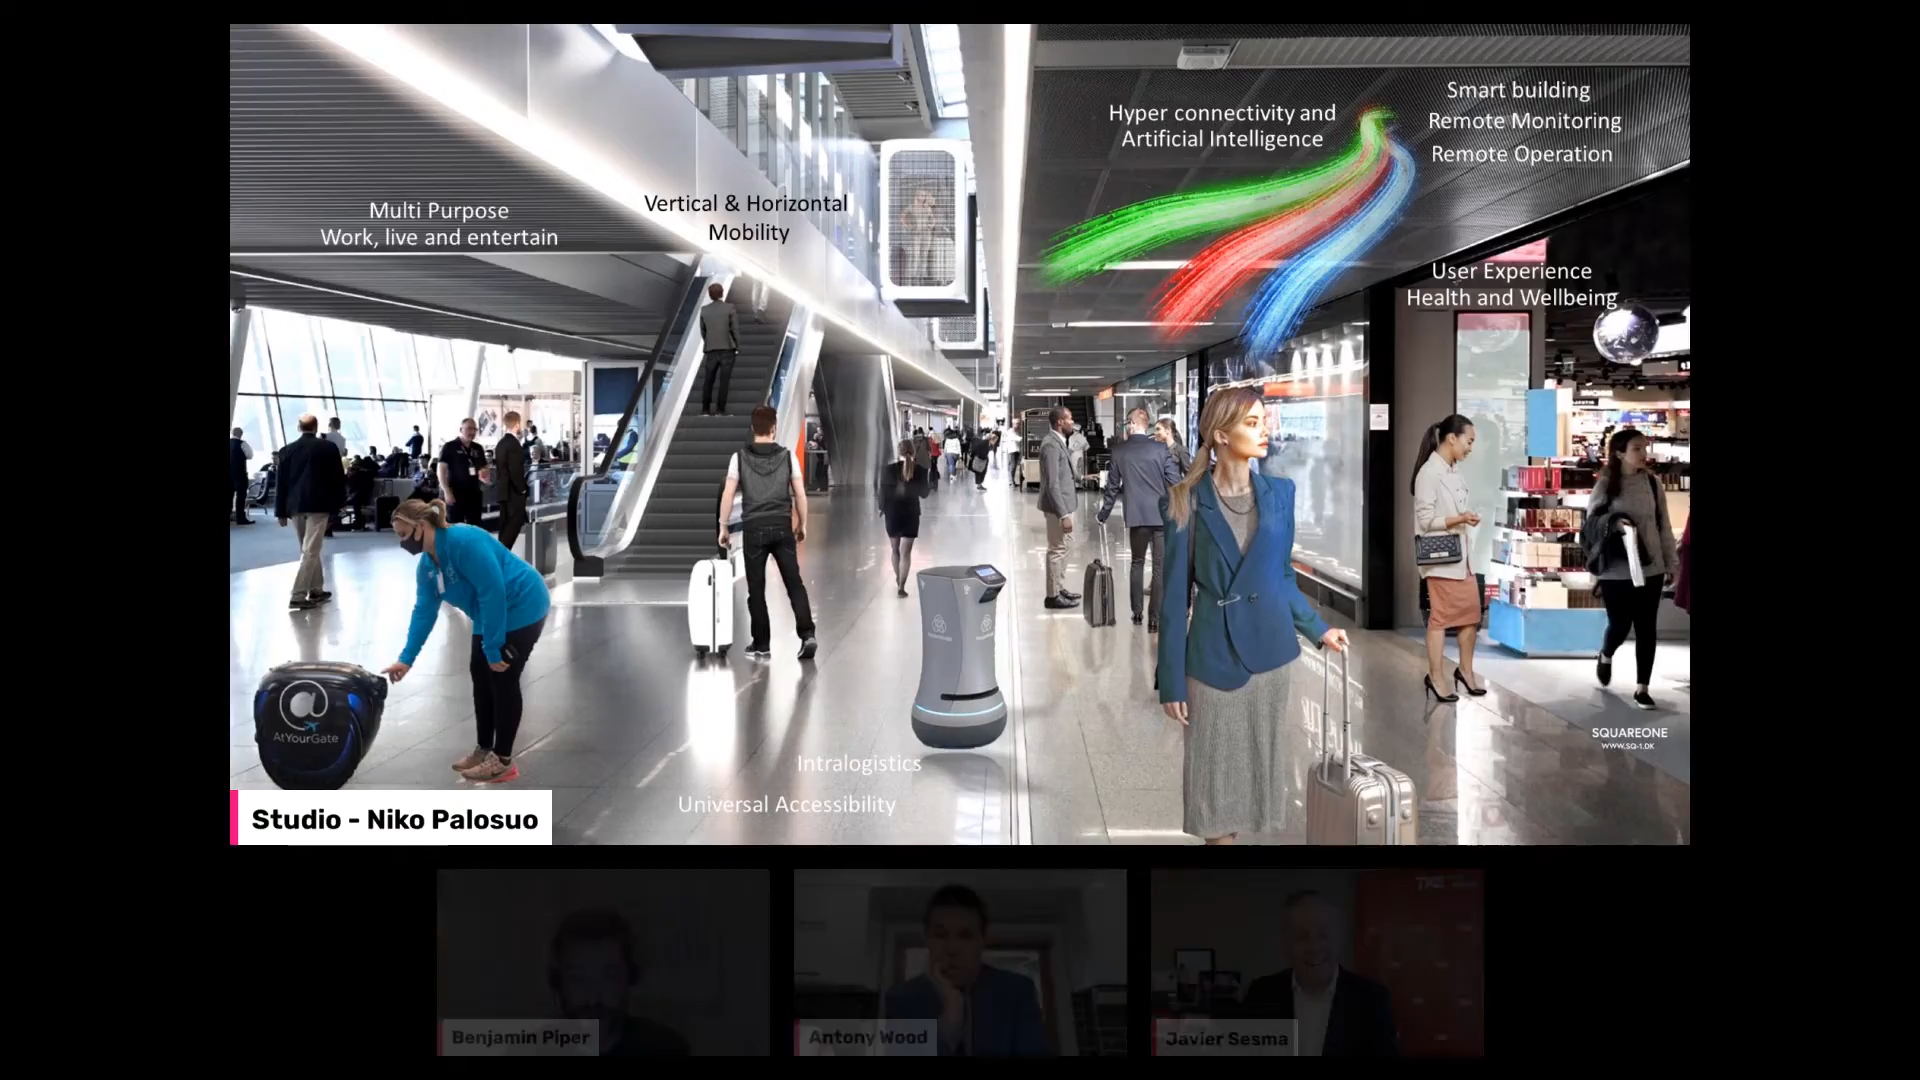 Smart building
Hyper connectivity and
Artificial Intelligence
Remote Monitoring
Remote Operation
Multi Purpose
Work, live and entertain
Vertical & Horizontal
Mobility
User Experience
Health and Wellbeing
@
AtYourGate
SQUAREONE
WWW.SQ-1.DK
Intralogistics
Universal Accessibility
Studio - Niko Palosuo
Benjamin Piper
Antony Wood
Javier Sesma